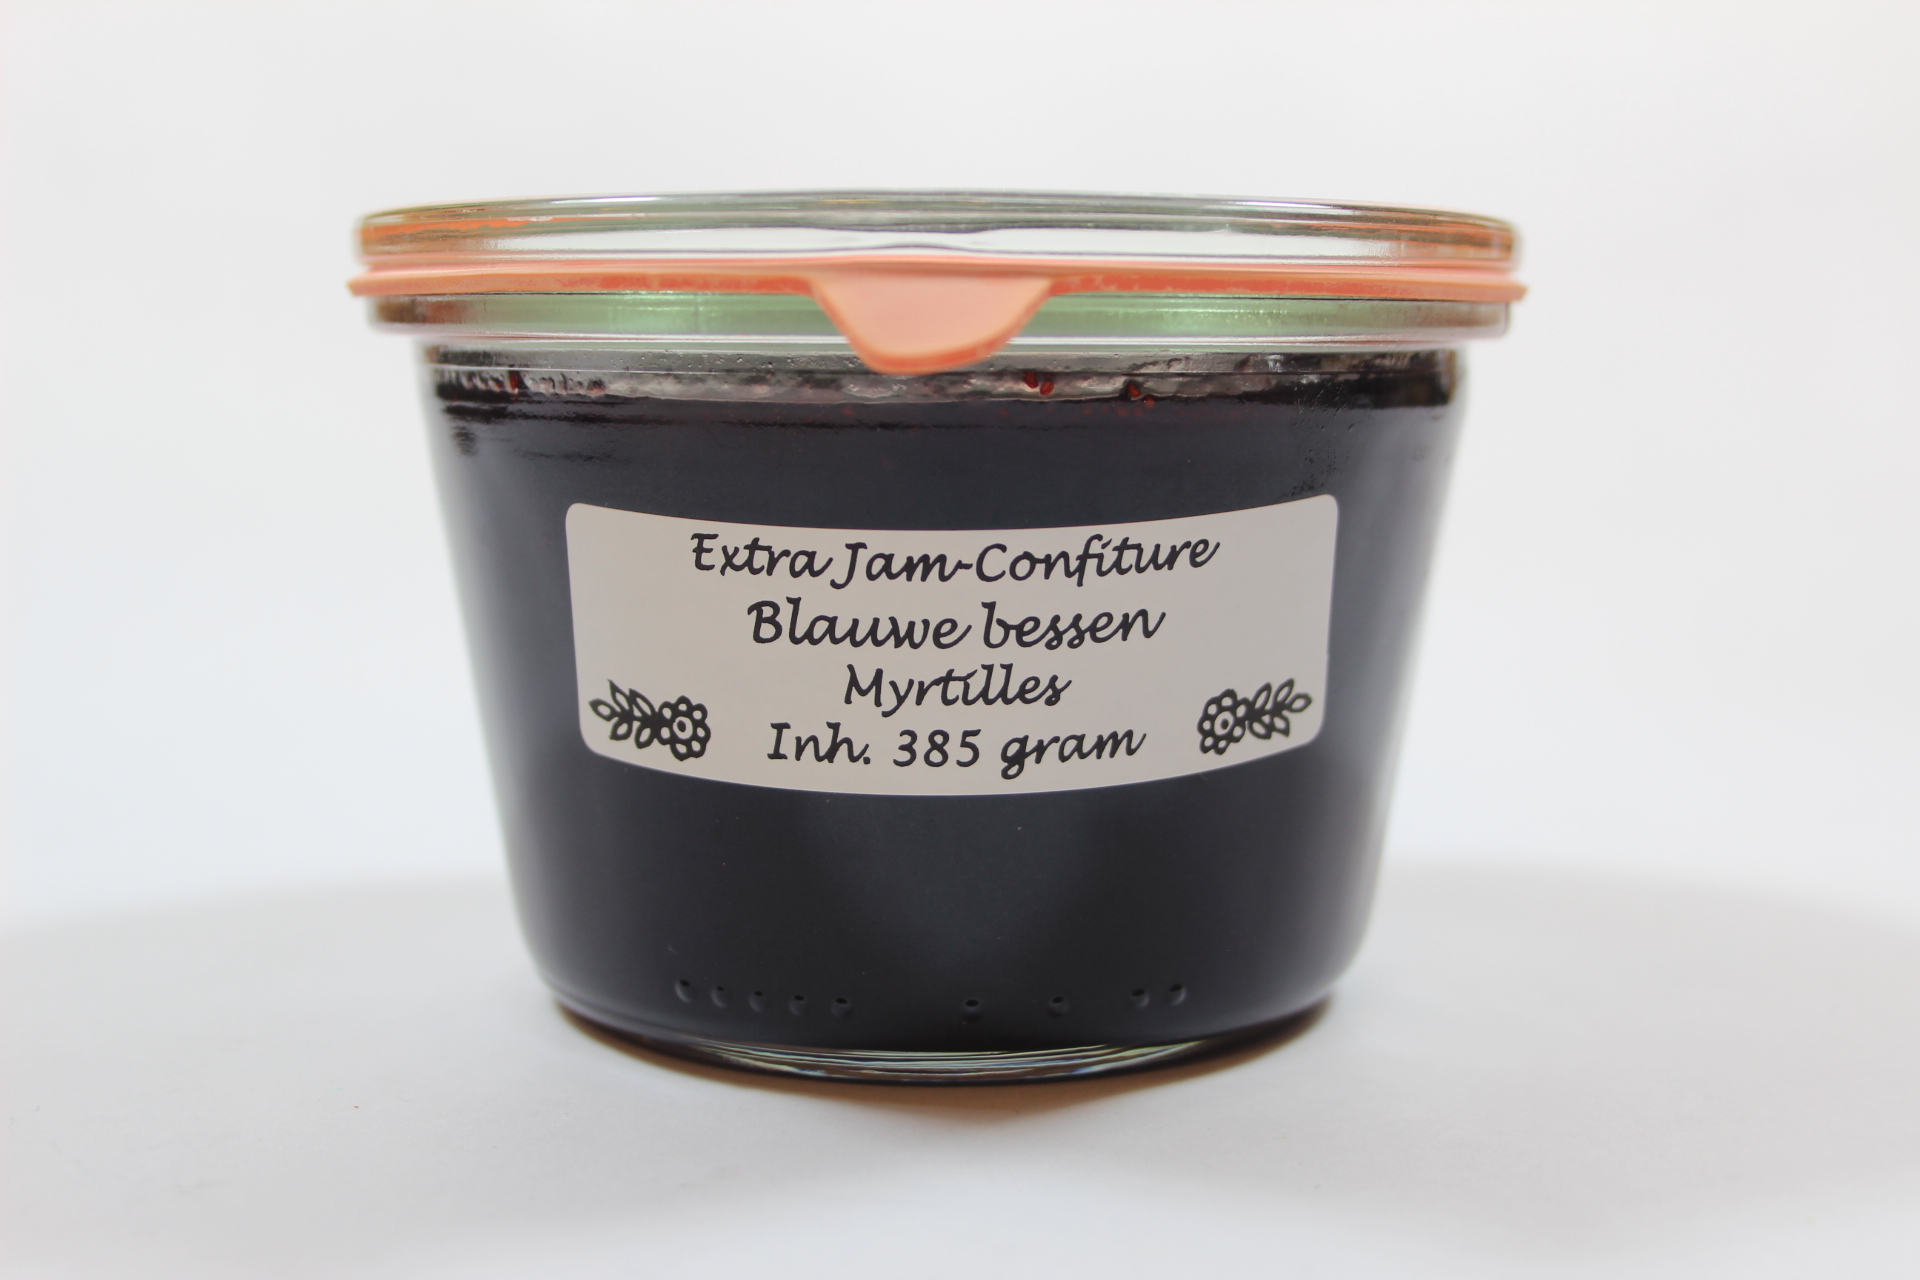 Extra Jam-Confiture
Blauwe bessen
Myrtilles
Inh. 385 gram